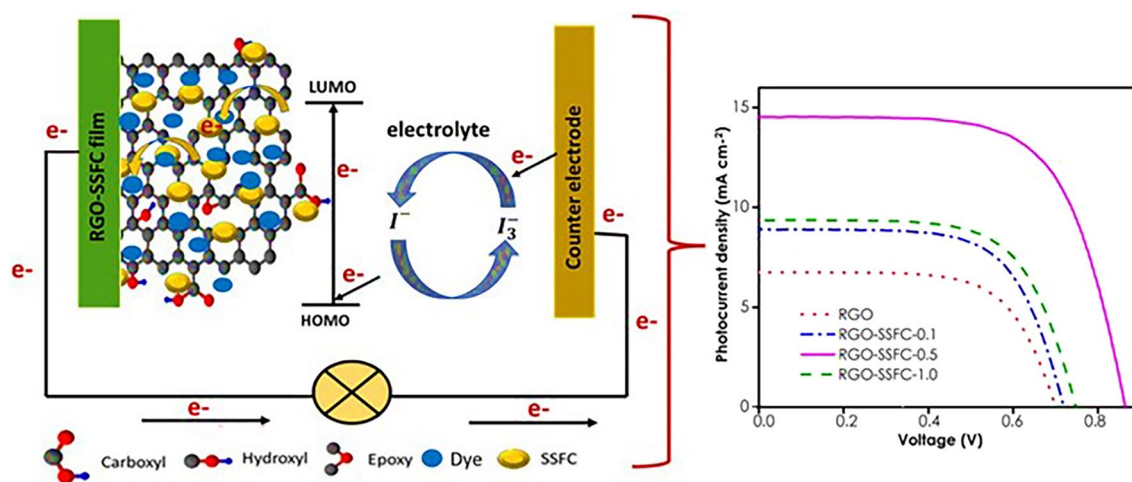 RGO-SSFC film
LUMO
HOMO
e-
e-
e-
e-
e-
electrolyte
I⁻
I₃⁻
e-
Counter electrode
e-
e-
e-
e-
Carboxyl
Hydroxyl
Epoxy
Dye
SSFC
Photocurrent density (mA cm-2)
15
10
5
0
RGO
RGO-SSFC-0.1
RGO-SSFC-0.5
RGO-SSFC-1.0
0.0
0.2
0.4
0.6
0.8
Voltage (V)